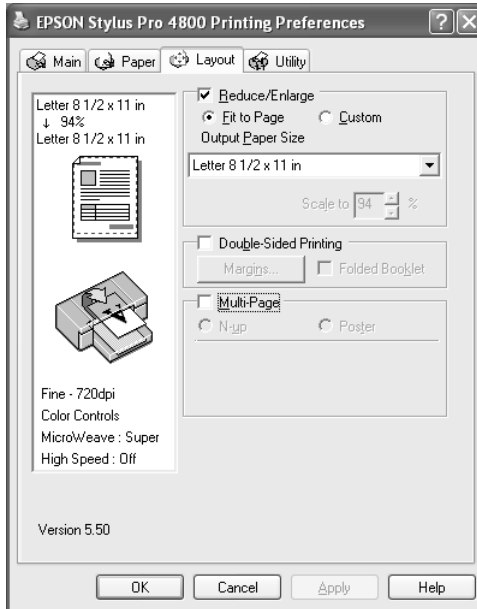 EPSON Stylus Pro 4800 Printing Preferences
Main Paper Layout Utility
Letter 8 1/2 x 11 in
↓ 94%
Letter 8 1/2 x 11 in
Fine - 720dpi
Color Controls
MicroWeave : Super
High Speed : Off
Version 5.50
Reduce/Enlarge
Fit to Page Custom
Output Paper Size
Letter 8 1/2 x 11 in
Scale to 94 %
Double-Sided Printing
Margins... Folded Booklet
Multi-Page
N-up Poster
OK Cancel Apply Help